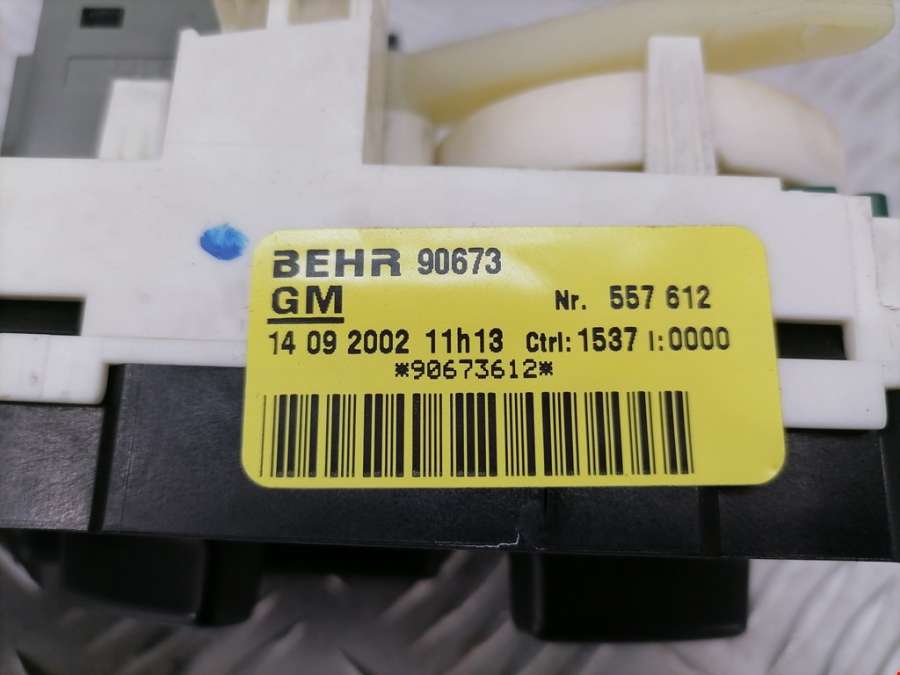 BEHR 90673
GM Nr. 557 612
14 09 2002 11h13 Ctrl: 1537 I: 0000
*90673612*